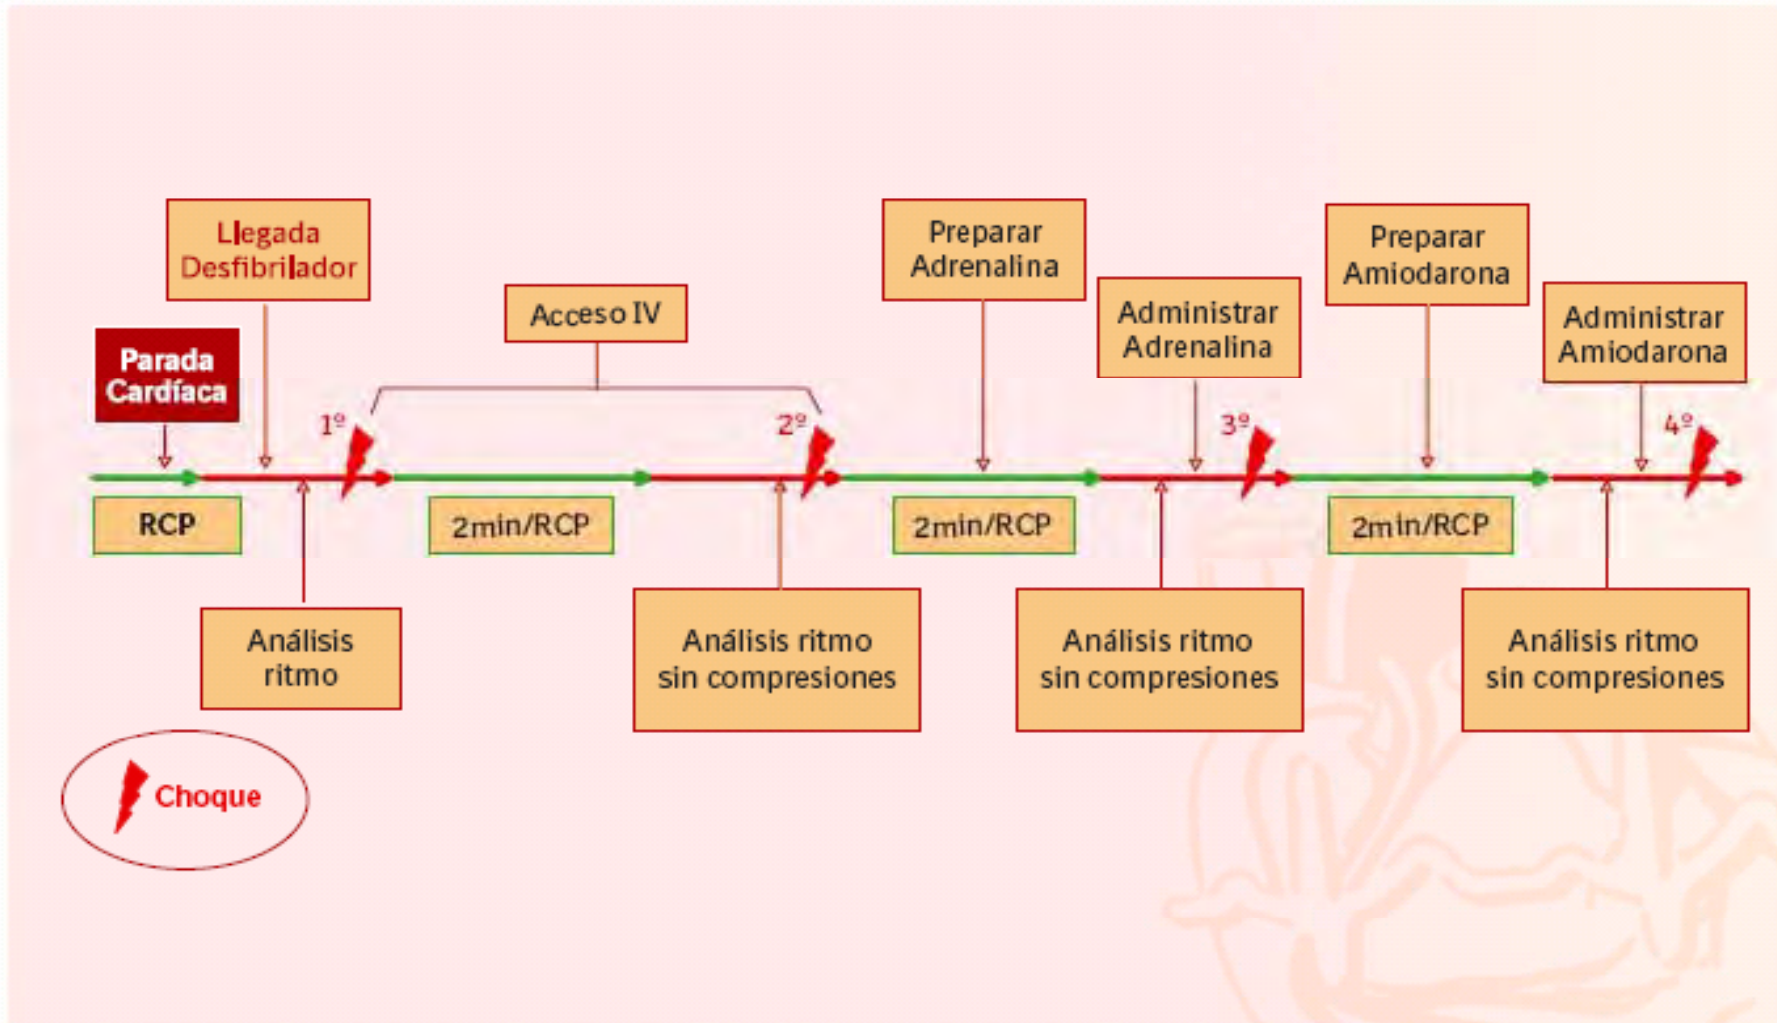 Llegada
Desfibrilador
Preparar
Adrenalina
Preparar
Amiodarona
Acceso IV
Administrar
Adrenalina
Administrar
Amiodarona
Parada
Cardíaca
1º
2º
3º
4º
RCP
2min/RCP
2min/RCP
2min/RCP
Análisis
ritmo
Análisis ritmo
sin compresiones
Análisis ritmo
sin compresiones
Análisis ritmo
sin compresiones
Choque